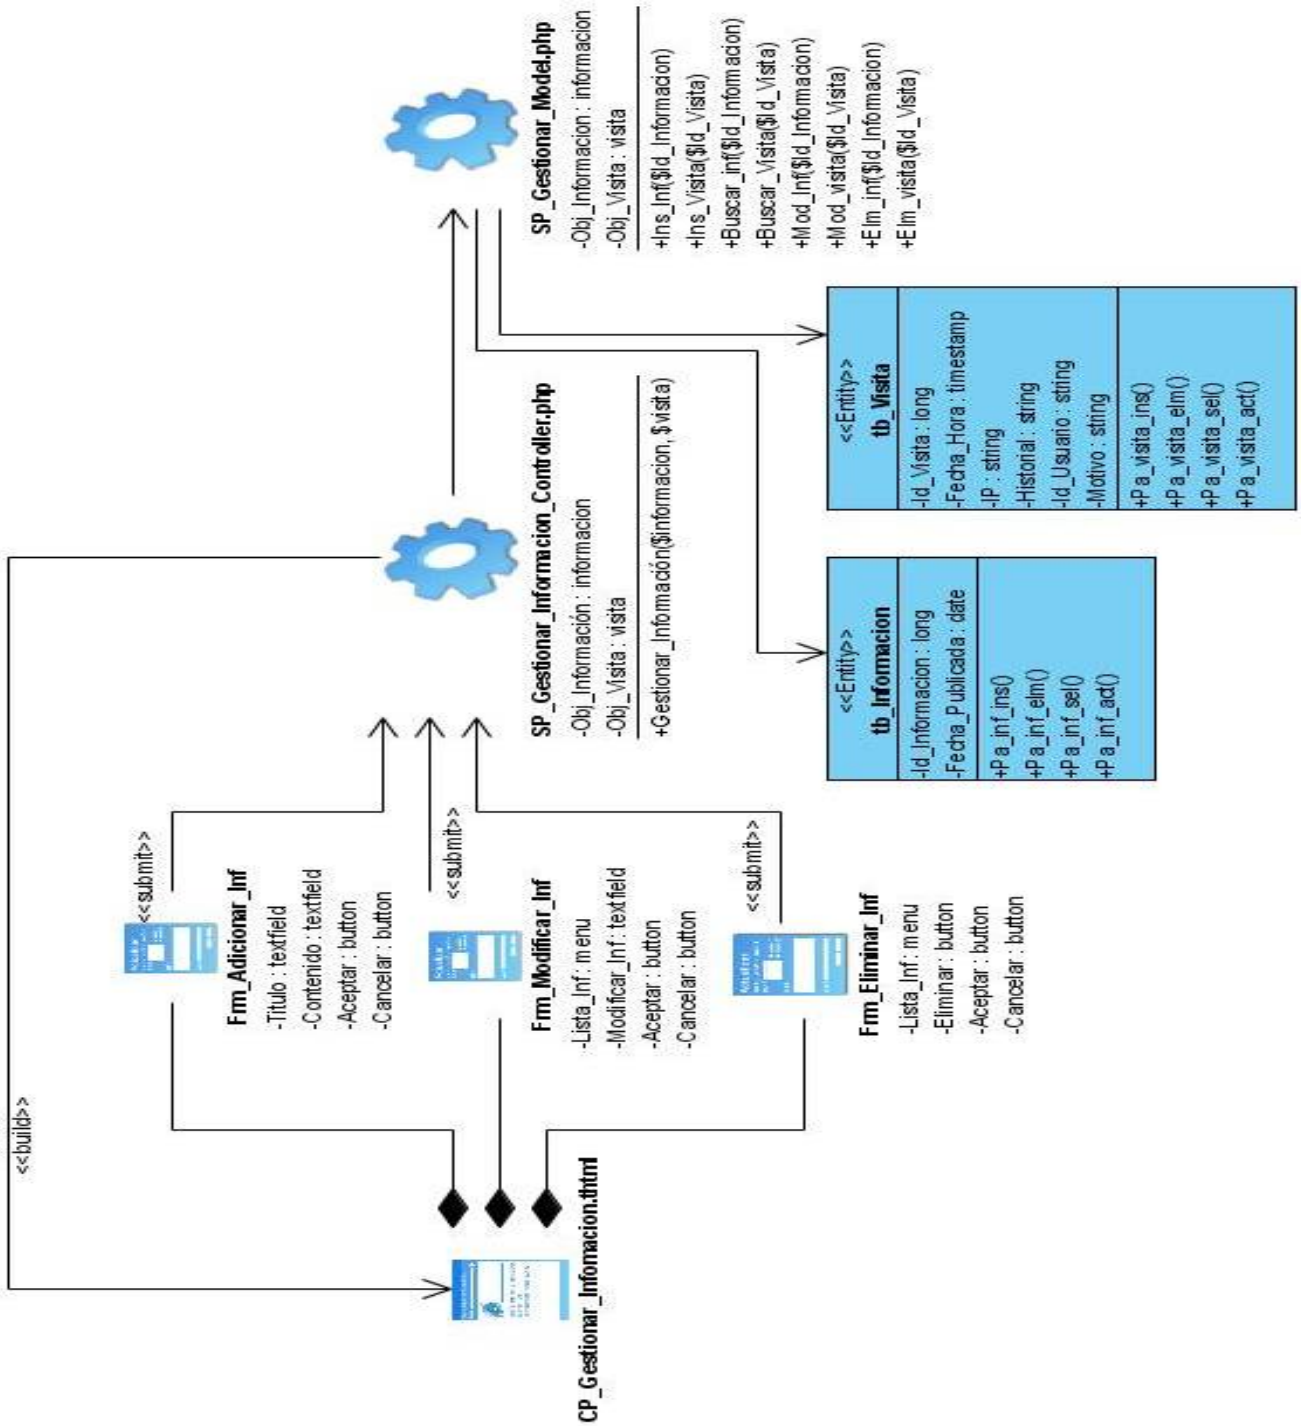 <<build>>
CP_Gestionar_Infomacion.thtml
<<submit>>
Frm_Adicionar_Inf
-Titulo : textfield
-Contenido : textfield
-Aceptar : button
-Cancelar : button
<<submit>>
Frm_Modificar_Inf
-Lista_Inf : menu
-Modificar_Inf : textfield
-Aceptar : button
-Cancelar : button
<<submit>>
Frm_Eliminar_Inf
-Lista_Inf : menu
-Eliminar : button
-Aceptar : button
-Cancelar : button
SP_Gestionar_Informacion_Controller.php
-Obj_Información : informacion
-Obj_Visita : visita
+Gestionar_Información($informacion, $visita)
SP_Gestionar_Model.php
-Obj_Informacion : informacion
-Obj_Visita : visita
+Ins_Inf($Id_Informacion)
+Ins_Visita($Id_Visita)
+Buscar_inf($Id_Informacion)
+Buscar_Visita($Id_Visita)
+Mod_Inf($Id_Informacion)
+Mod_visita($Id_Visita)
+Elm_inf($Id_Informacion)
+Elm_visita($Id_Visita)
<<Entity>>
tb_Informacion
-Id_Informacion : long
-Fecha_Publicada : date
+Pa_inf_ins()
+Pa_inf_elm()
+Pa_inf_sel()
+Pa_inf_act()
<<Entity>>
tb_Visita
-Id_Visita : long
-Fecha_Hora : timestamp
-IP : string
-Historial : string
-Id_Usuario : string
-Motivo : string
+Pa_visita_ins()
+Pa_visita_elm()
+Pa_visita_sel()
+Pa_visita_act()